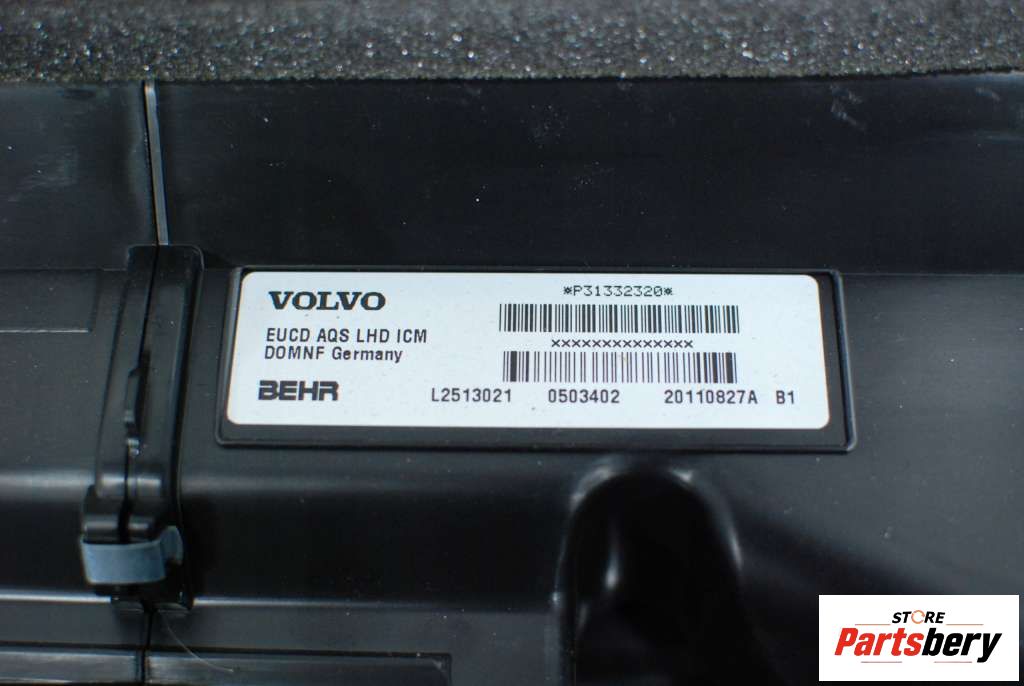 VOLVO
*P31332320*
EUCD AQS LHD ICM
DOMNF Germany
xxxxxxxxxxxxxx
BEHR
L2513021 0503402 20110827A B1
STORE
Partsbery